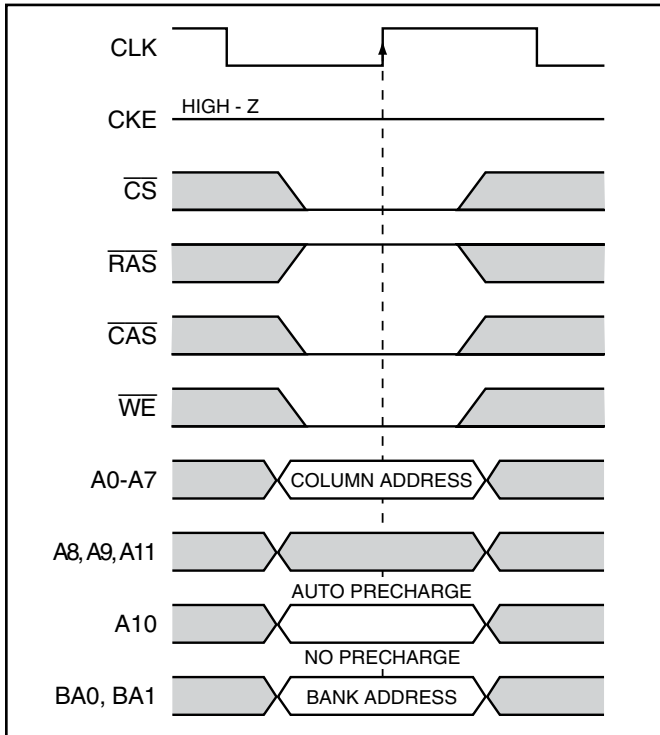 CLK
CKE HIGH - Z
CS
RAS
CAS
WE
A0-A7 COLUMN ADDRESS
A8, A9, A11
AUTO PRECHARGE
A10
NO PRECHARGE
BA0, BA1 BANK ADDRESS